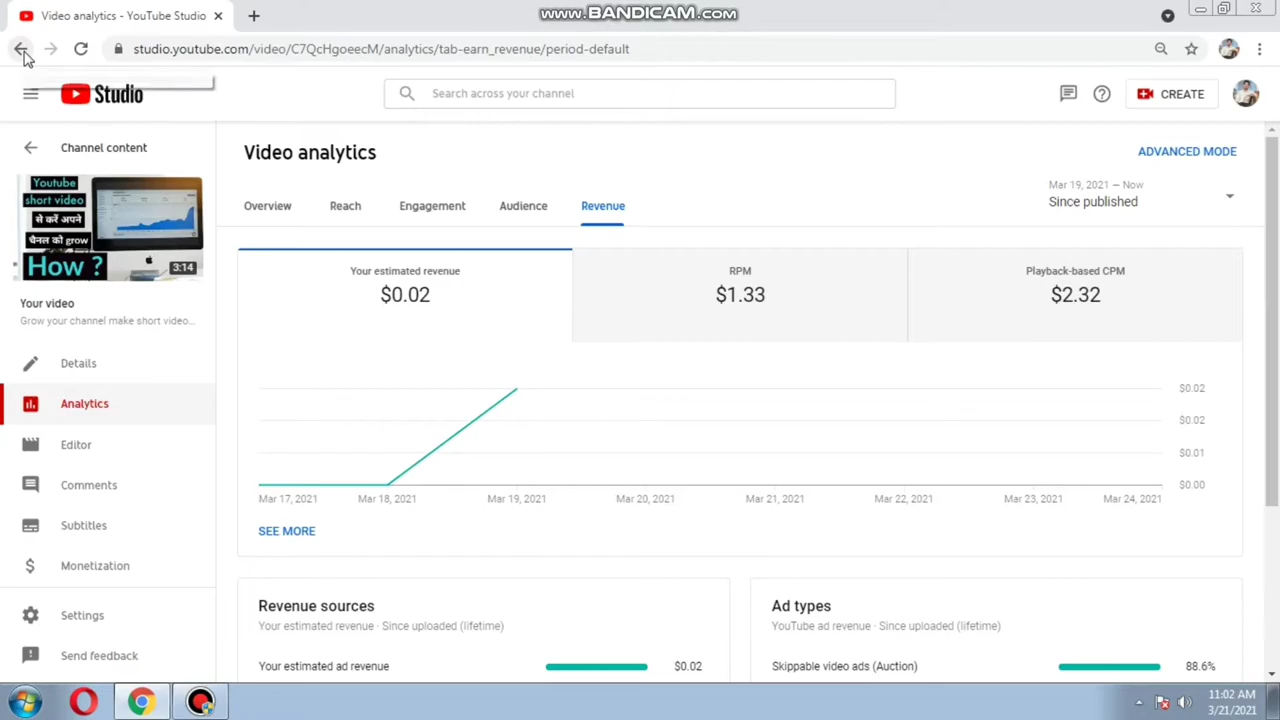 Video analytics - YouTube Studio
www.BANDICAM.com
studio.youtube.com/video/C7QcHgoeecM/analytics/tab-earn_revenue/period-default
Studio
Search across your channel
CREATE
Channel content
Youtube
short video
से करें अपने
चैनल को grow
How ?
3:14
Your video
Grow your channel make short video...
Details
Analytics
Editor
Comments
Subtitles
Monetization
Settings
Send feedback
Video analytics
ADVANCED MODE
Mar 19, 2021 – Now
Since published
Overview
Reach
Engagement
Audience
Revenue
Your estimated revenue
$0.02
RPM
$1.33
Playback-based CPM
$2.32
$0.02
$0.02
$0.01
$0.00
Mar 17, 2021
Mar 18, 2021
Mar 19, 2021
Mar 20, 2021
Mar 21, 2021
Mar 22, 2021
Mar 23, 2021
Mar 24, 2021
SEE MORE
Revenue sources
Your estimated revenue · Since uploaded (lifetime)
Your estimated ad revenue
$0.02
Ad types
YouTube ad revenue · Since uploaded (lifetime)
Skippable video ads (Auction)
88.6%
11:02 AM
3/21/2021